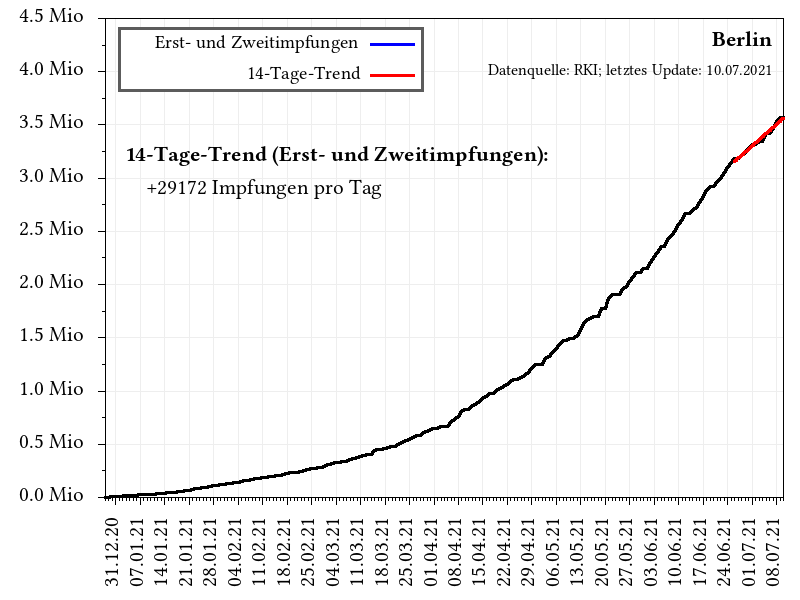 4.5 Mio
4.0 Mio
3.5 Mio
3.0 Mio
2.5 Mio
2.0 Mio
1.5 Mio
1.0 Mio
0.5 Mio
0.0 Mio
Erst- und Zweitimpfungen
14-Tage-Trend
Berlin
Datenquelle: RKI; letztes Update: 10.07.2021
14-Tage-Trend (Erst- und Zweitimpfungen):
+29172 Impfungen pro Tag
31.12.20
07.01.21
14.01.21
21.01.21
28.01.21
04.02.21
11.02.21
18.02.21
25.02.21
04.03.21
11.03.21
18.03.21
25.03.21
01.04.21
08.04.21
15.04.21
22.04.21
29.04.21
06.05.21
13.05.21
20.05.21
27.05.21
03.06.21
10.06.21
17.06.21
24.06.21
01.07.21
08.07.21